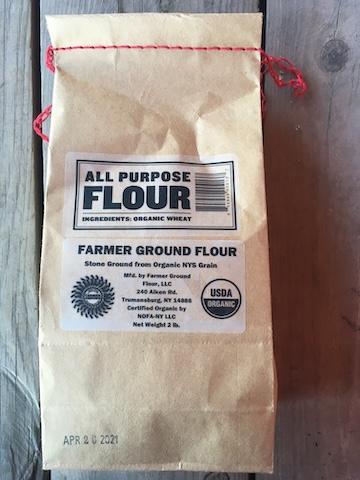 ALL PURPOSE
FLOUR
INGREDIENTS: ORGANIC WHEAT
FARMER GROUND FLOUR
Stone Ground from Organic NYS Grain
Mfd. by Farmer Ground
Flour, LLC
240 Aiken Rd.
Trumansburg, NY 14886
Certified Organic by
NOFA-NY LLC
Net Weight 2 lb.
USDA
ORGANIC
APR 20 2021